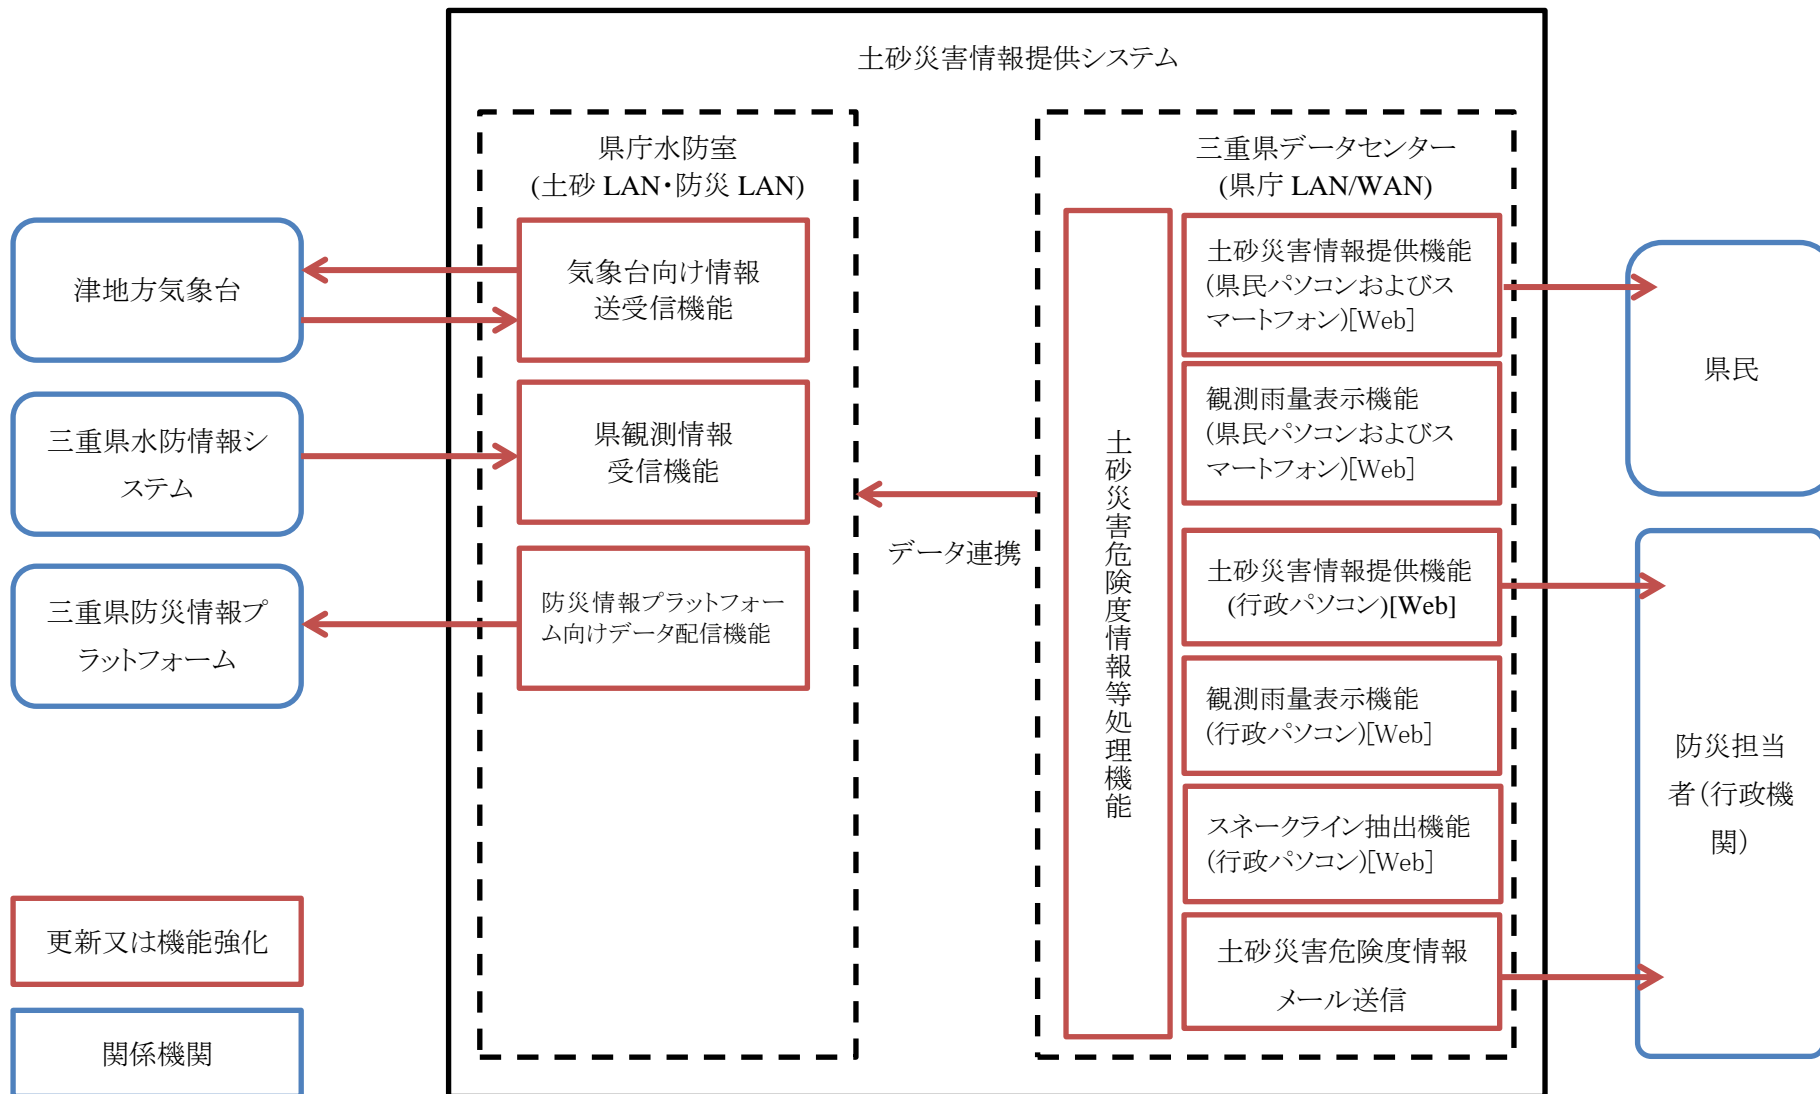 土砂災害情報提供システム
県庁水防室
(土砂 LAN・防災 LAN)
三重県データセンター
(県庁 LAN/WAN)
津地方気象台
三重県水防情報シ
ステム
三重県防災情報プ
ラットフォーム
更新又は機能強化
関係機関
気象台向け情報
送受信機能
県観測情報
受信機能
防災情報プラットフォー
ム向けデータ配信機能
データ連携
土砂災害危険度情報等処理機能
土砂災害情報提供機能
(県民パソコンおよびス
マートフォン)[Web]
観測雨量表示機能
(県民パソコンおよびス
マートフォン)[Web]
土砂災害情報提供機能
(行政パソコン)[Web]
観測雨量表示機能
(行政パソコン)[Web]
スネークライン抽出機能
(行政パソコン)[Web]
土砂災害危険度情報
メール送信
県民
防災担当
者(行政機
関)